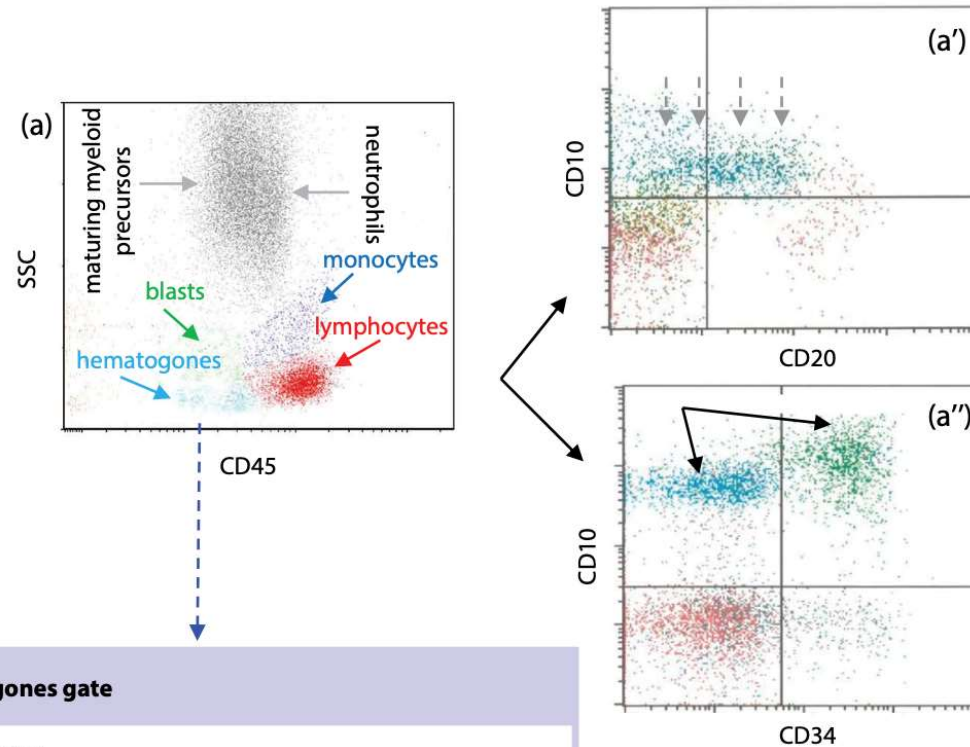 (a)
maturing myeloid
precursors
neutrophils
monocytes
blasts
lymphocytes
hematogones
SSC
CD45
(a')
CD10
CD20
(a'')
CD10
CD34
gones gate